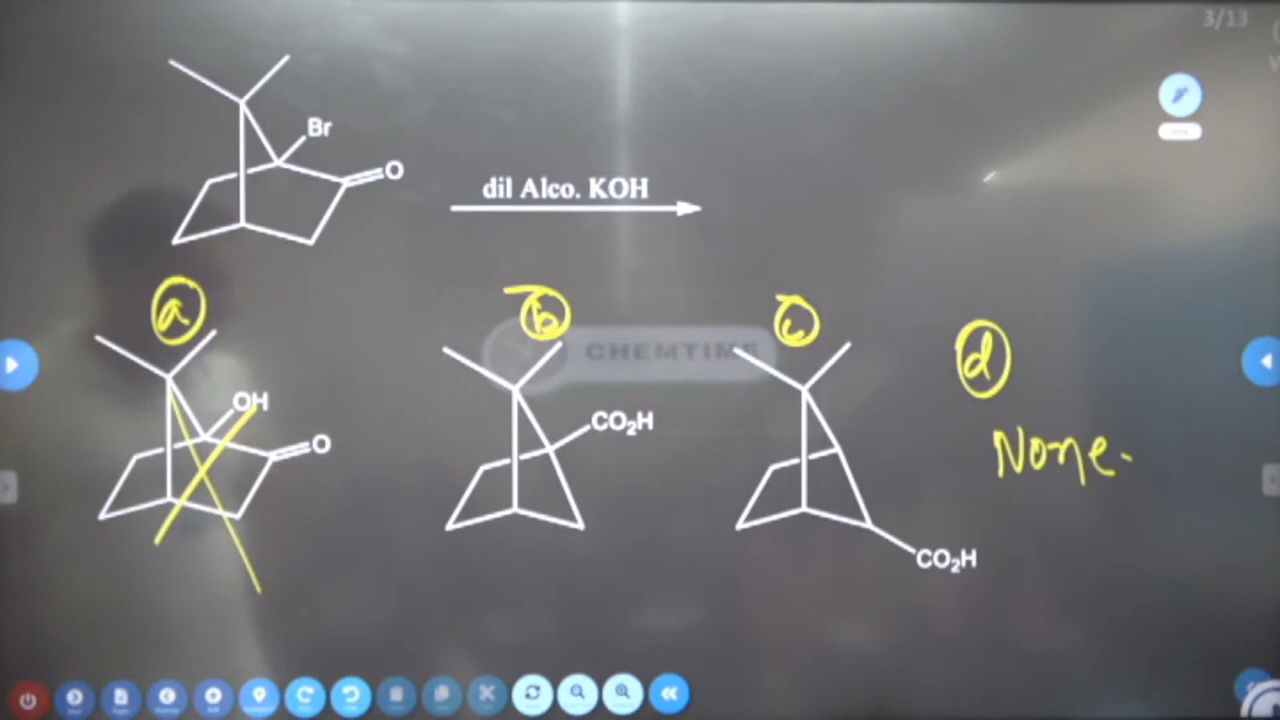 3/13
Br
O
dil Alco. KOH
a
b
c
d
CHEMTIME
OH
O
CO₂H
None.
CO₂H